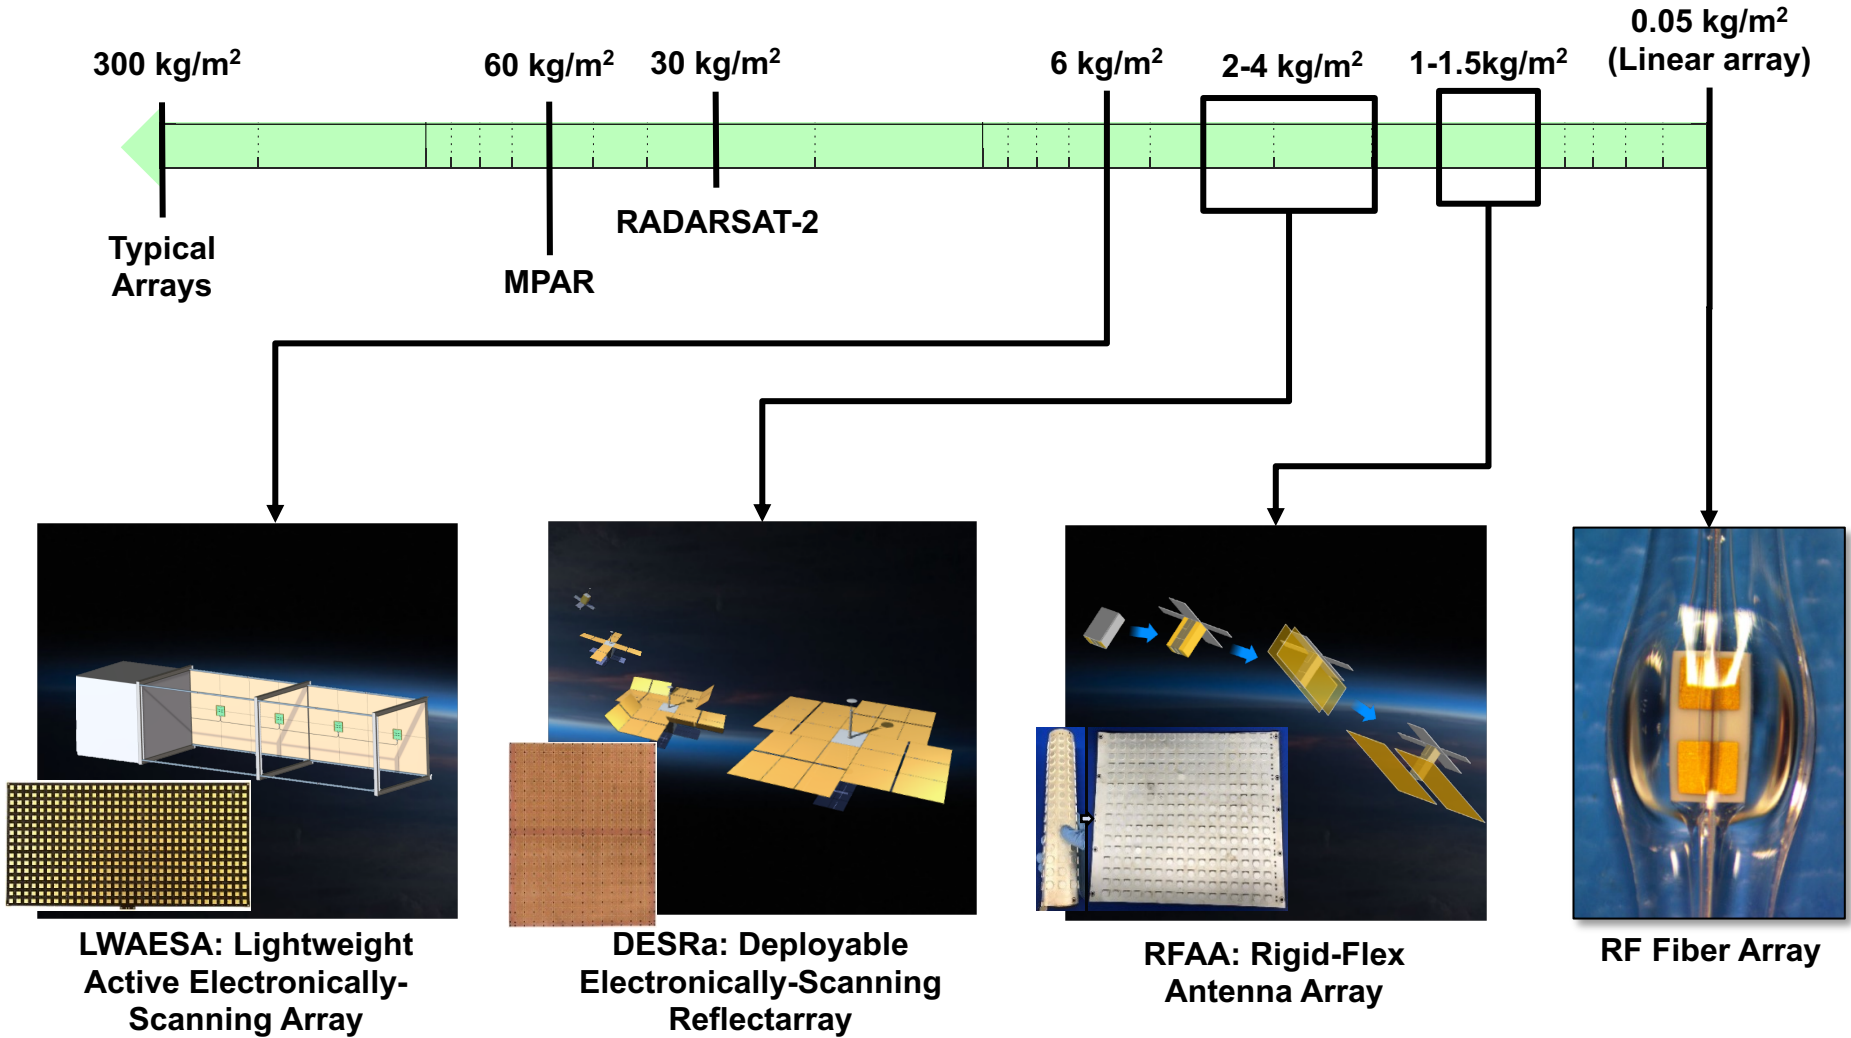 300 kg/m²
60 kg/m²
30 kg/m²
6 kg/m²
2-4 kg/m²
1-1.5kg/m²
0.05 kg/m²
(Linear array)
Typical
Arrays
MPAR
RADARSAT-2
LWAESA: Lightweight
Active Electronically-
Scanning Array
DESRa: Deployable
Electronically-Scanning
Reflectarray
RFAA: Rigid-Flex
Antenna Array
RF Fiber Array